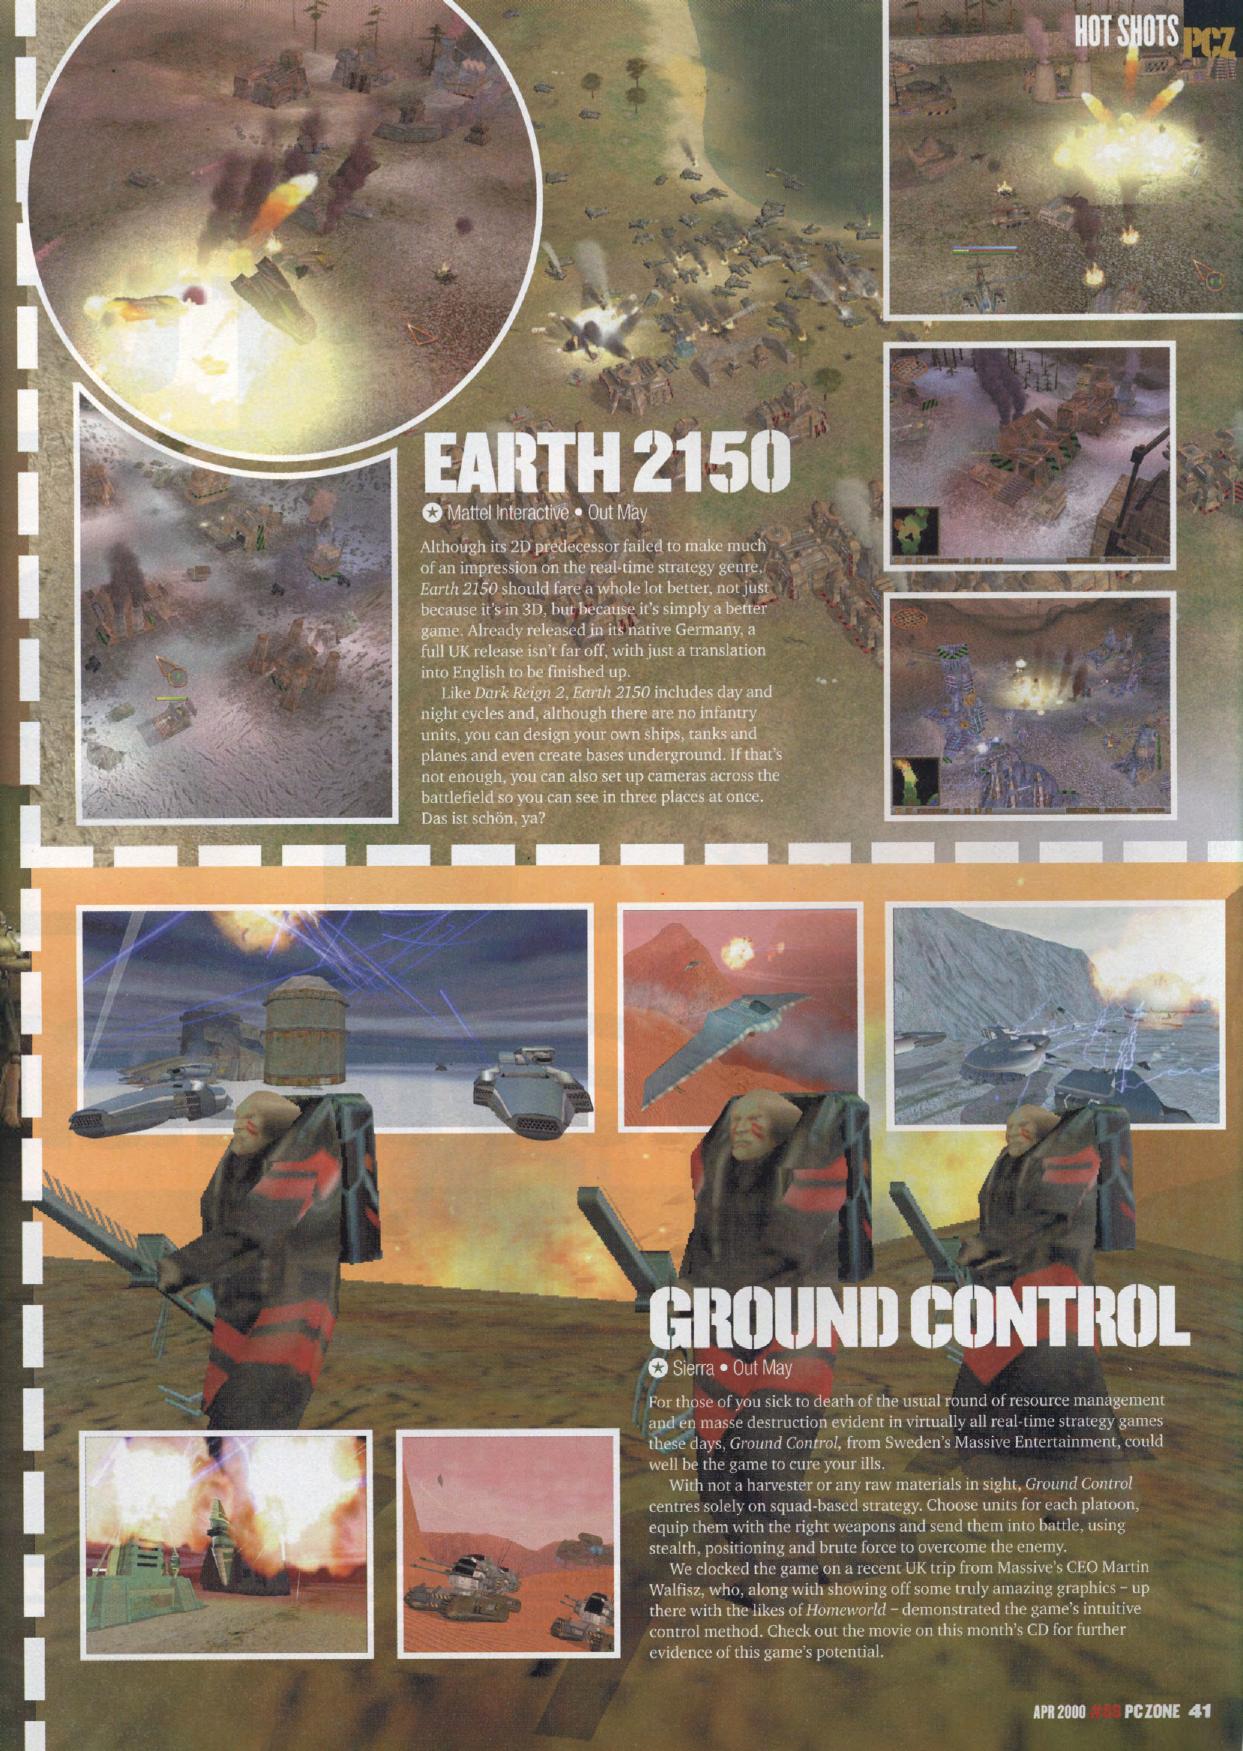 HOT SHOTS PCZ
EARTH 2150
Mattel Interactive • Out May
Although its 2D predecessor failed to make much
of an impression on the real-time strategy genre,
Earth 2150 should fare a whole lot better, not just
because it's in 3D, but because it's simply a better
game. Already released in its native Germany, a
full UK release isn't far off, with just a translation
into English to be finished up.
Like Dark Reign 2, Earth 2150 includes day and
night cycles and, although there are no infantry
units, you can design your own ships, tanks and
planes and even create bases underground. If that's
not enough, you can also set up cameras across the
battlefield so you can see in three places at once.
Das ist schön, ya?
GROUND CONTROL
Sierra • Out May
For those of you sick to death of the usual round of resource management
and en masse destruction evident in virtually all real-time strategy games
these days, Ground Control, from Sweden's Massive Entertainment, could
well be the game to cure your ills.
With not a harvester or any raw materials in sight, Ground Control
centres solely on squad-based strategy. Choose units for each platoon,
equip them with the right weapons and send them into battle, using
stealth, positioning and brute force to overcome the enemy.
We clocked the game on a recent UK trip from Massive's CEO Martin
Walfisz, who, along with showing off some truly amazing graphics – up
there with the likes of Homeworld – demonstrated the game's intuitive
control method. Check out the movie on this month's CD for further
evidence of this game's potential.
APR 2000 PC ZONE 41